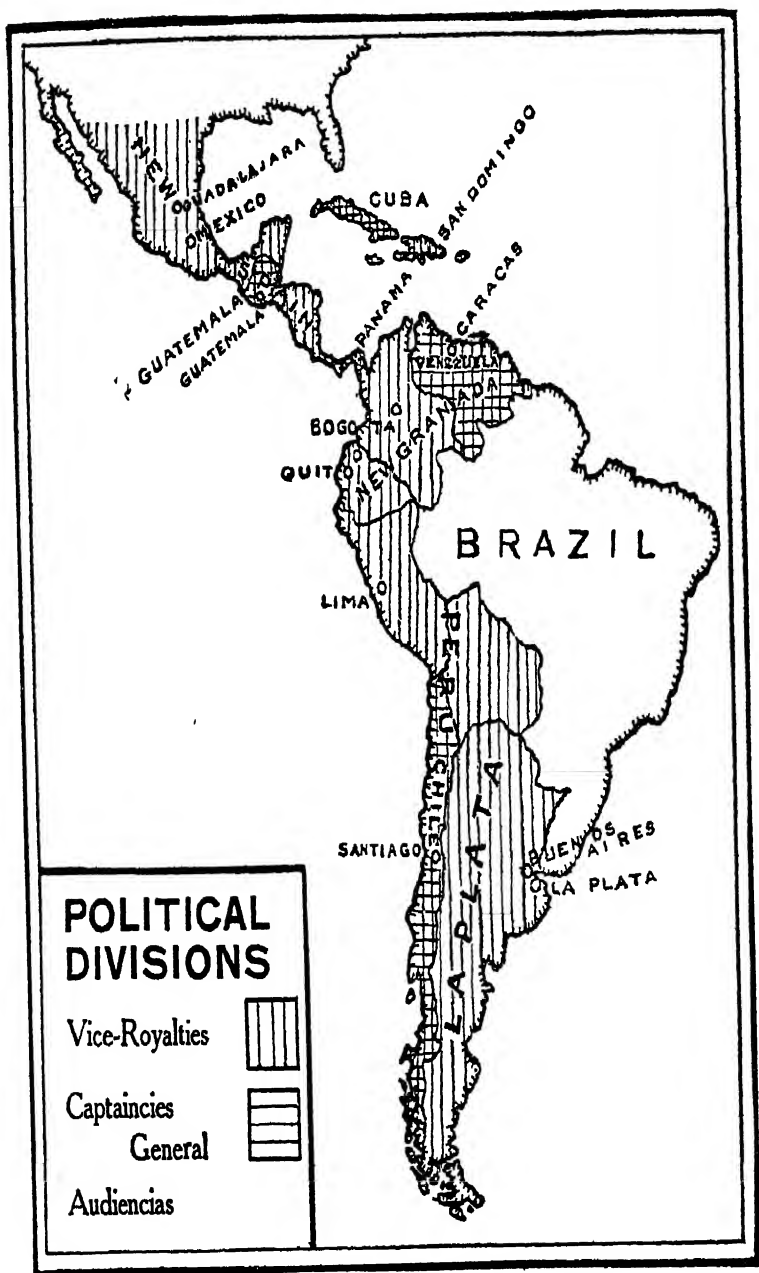 NEW
GUADALAJARA
MEXICO
CUBA
SAN DOMINGO
PANAMA
CARACAS
GUATEMALA
GUATEMALA
VENEZUELA
BOGOTA
NEW GRANADA
QUITO
BRAZIL
LIMA
PERU
CHILE
LA PLATA
SANTIAGO
BUENOS
AIRES
LA PLATA
POLITICAL
DIVISIONS
Vice-Royalties
Captaincies
General
Audiencias